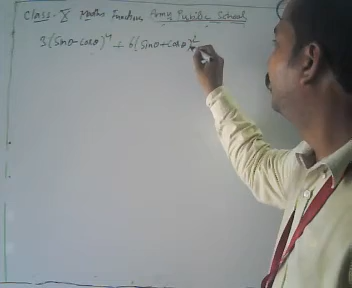 Class-X Maths Function Army Public School
3(Sinθ-cosθ)⁴ + 6(Sinθ+cosθ)²